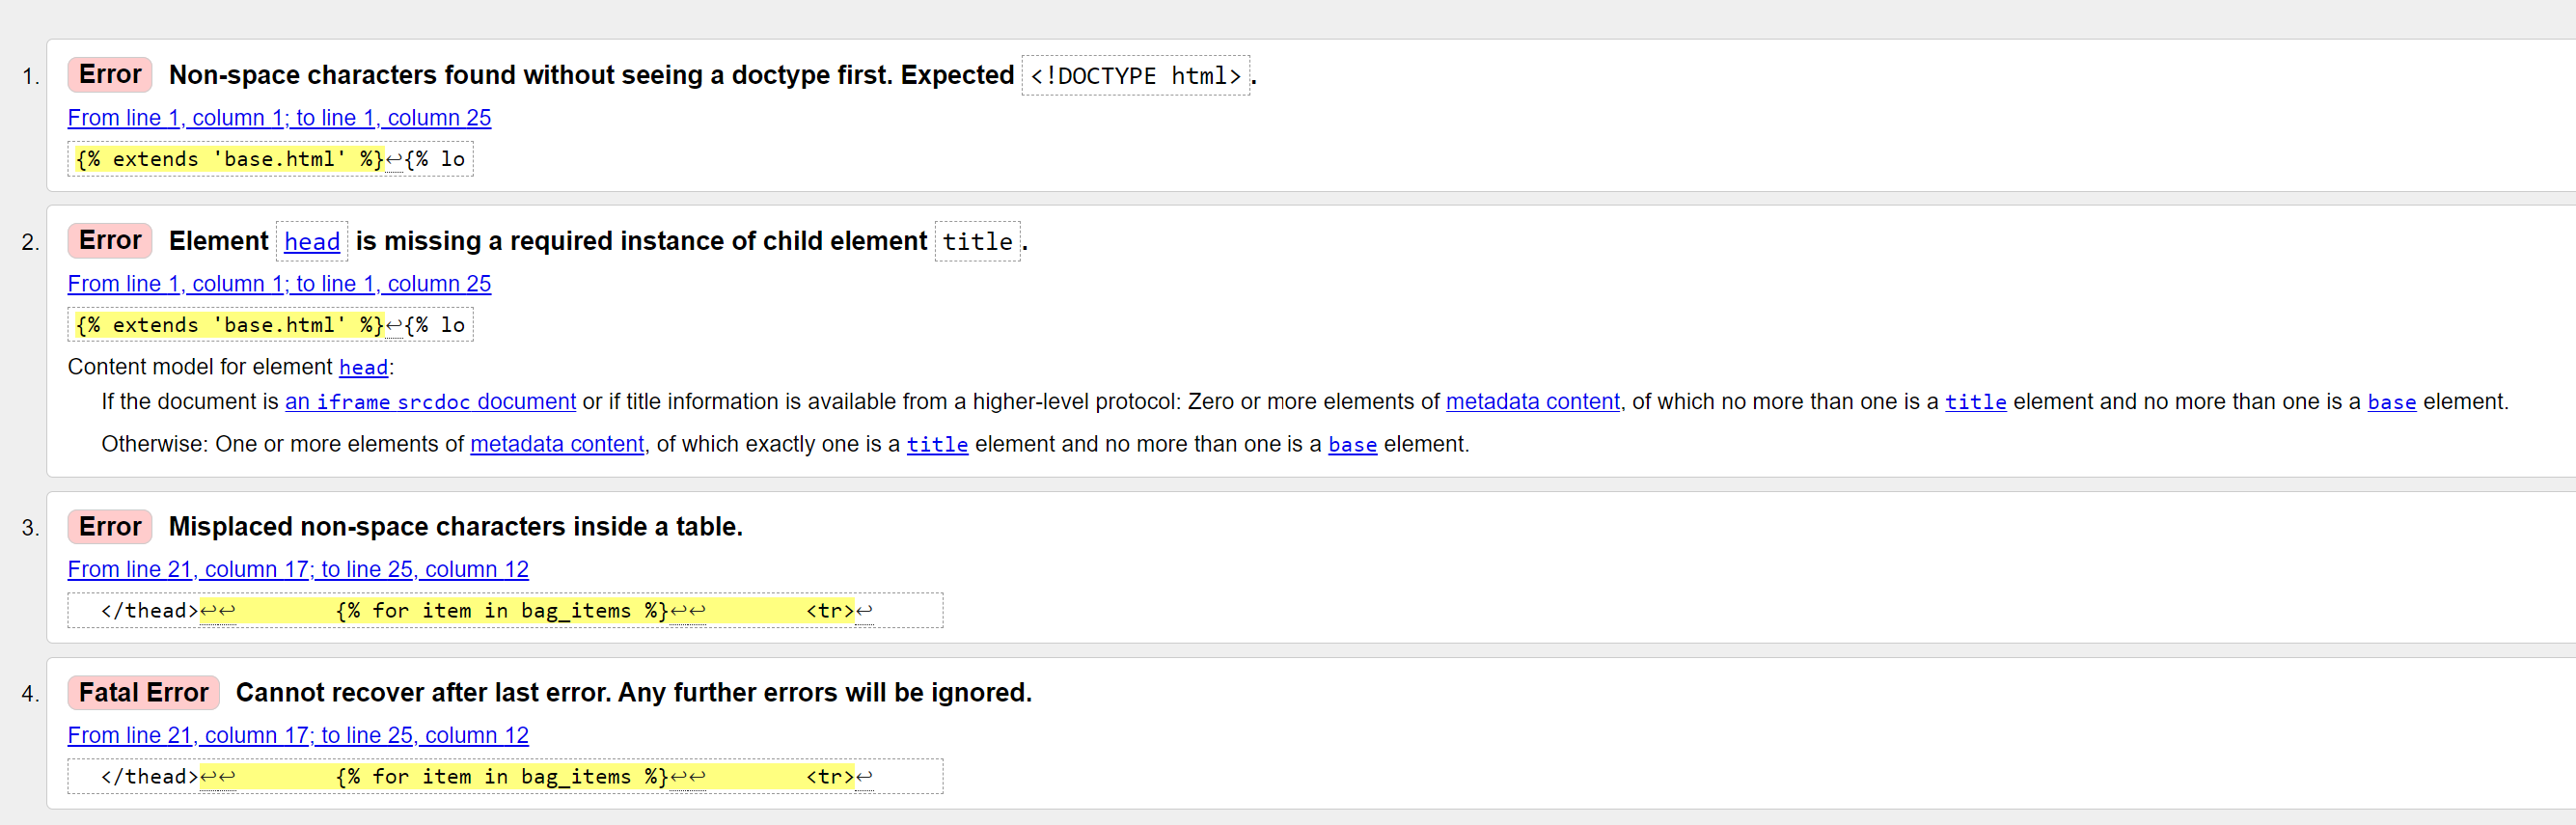 1. Error Non-space characters found without seeing a doctype first. Expected <!DOCTYPE html>.
From line 1, column 1; to line 1, column 25
{% extends 'base.html' %}↩{% lo
2. Error Element head is missing a required instance of child element title.
From line 1, column 1; to line 1, column 25
{% extends 'base.html' %}↩{% lo
Content model for element head:
If the document is an iframe srcdoc document or if title information is available from a higher-level protocol: Zero or more elements of metadata content, of which no more than one is a title element and no more than one is a base element.
Otherwise: One or more elements of metadata content, of which exactly one is a title element and no more than one is a base element.
3. Error Misplaced non-space characters inside a table.
From line 21, column 17; to line 25, column 12
</thead>↩↩        {% for item in bag_items %}↩↩        <tr>↩
4. Fatal Error Cannot recover after last error. Any further errors will be ignored.
From line 21, column 17; to line 25, column 12
</thead>↩↩        {% for item in bag_items %}↩↩        <tr>↩